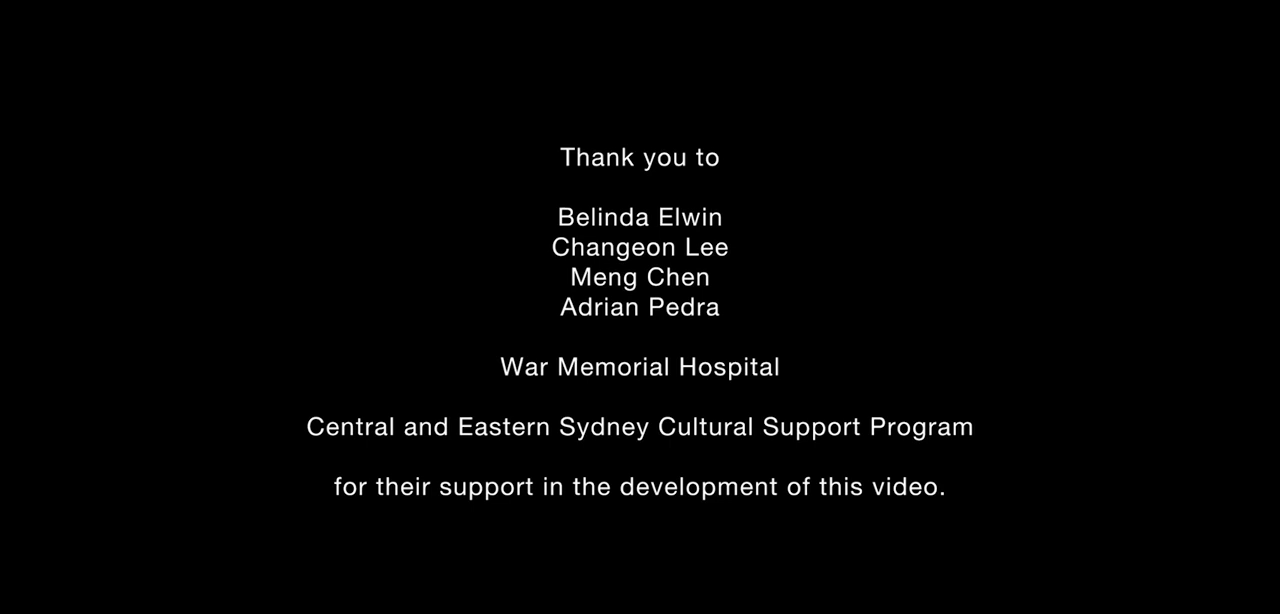 Thank you to
Belinda Elwin
Changeon Lee
Meng Chen
Adrian Pedra
War Memorial Hospital
Central and Eastern Sydney Cultural Support Program
for their support in the development of this video.